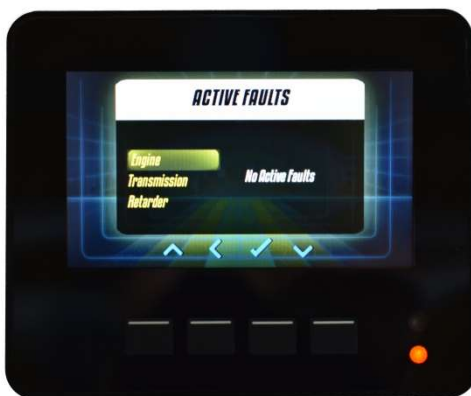 ACTIVE FAULTS
Engine
Transmission
No Active Faults
Retarder